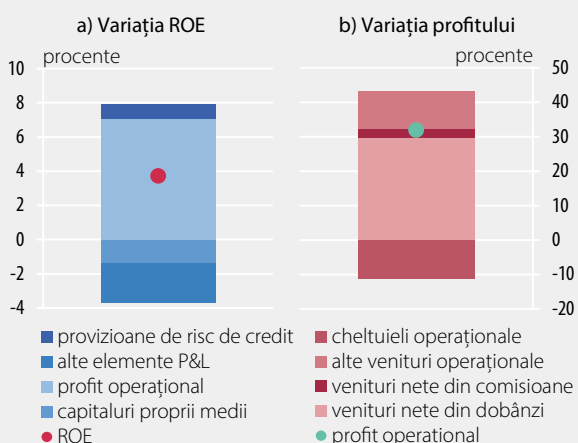 a) Variația ROE
procente
10
8
6
4
2
0
-2
-4
provizioane de risc de credit
alte elemente P&L
profit operațional
capitaluri proprii medii
ROE
b) Variația profitului
procente
50
40
30
20
10
0
-10
-20
cheltuieli operaționale
alte venituri operaționale
venituri nete din comisioane
venituri nete din dobânzi
profit operational